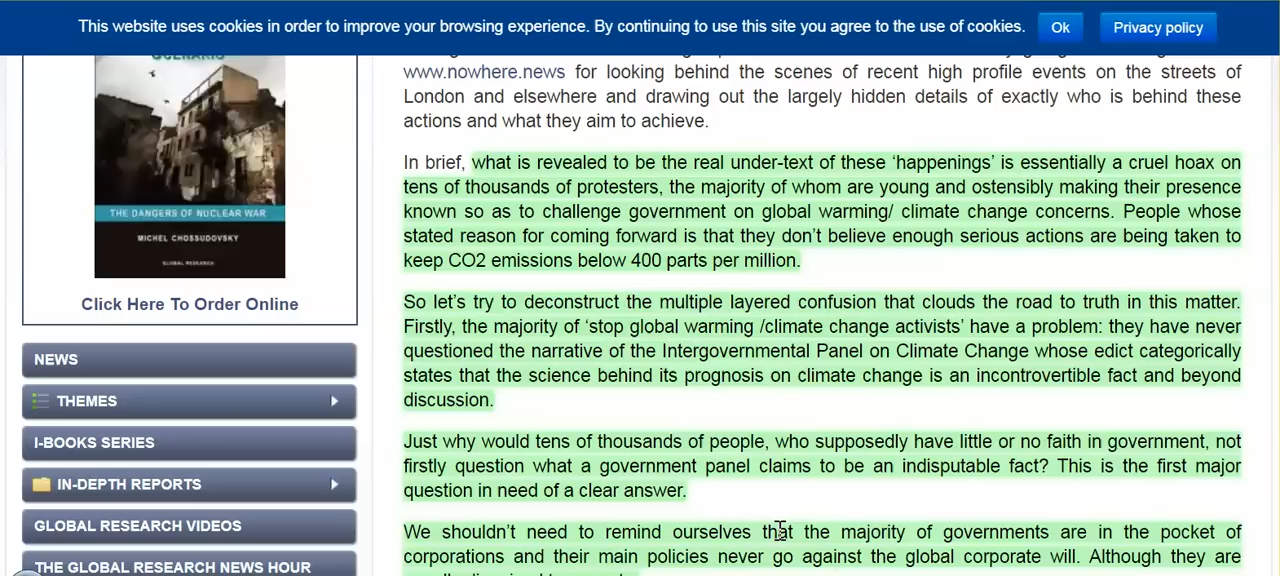 This website uses cookies in order to improve your browsing experience. By continuing to use this site you agree to the use of cookies.
Ok
Privacy policy
SCENARIO
THE DANGERS OF NUCLEAR WAR
MICHEL CHOSSUDOVSKY
GLOBAL RESEARCH
Click Here To Order Online
NEWS
THEMES
I-BOOKS SERIES
IN-DEPTH REPORTS
GLOBAL RESEARCH VIDEOS
THE GLOBAL RESEARCH NEWS HOUR
www.nowhere.news for looking behind the scenes of recent high profile events on the streets of
London and elsewhere and drawing out the largely hidden details of exactly who is behind these
actions and what they aim to achieve.
In brief, what is revealed to be the real under-text of these ‘happenings’ is essentially a cruel hoax on
tens of thousands of protesters, the majority of whom are young and ostensibly making their presence
known so as to challenge government on global warming/ climate change concerns. People whose
stated reason for coming forward is that they don’t believe enough serious actions are being taken to
keep CO2 emissions below 400 parts per million.
So let’s try to deconstruct the multiple layered confusion that clouds the road to truth in this matter.
Firstly, the majority of ‘stop global warming /climate change activists’ have a problem: they have never
questioned the narrative of the Intergovernmental Panel on Climate Change whose edict categorically
states that the science behind its prognosis on climate change is an incontrovertible fact and beyond
discussion.
Just why would tens of thousands of people, who supposedly have little or no faith in government, not
firstly question what a government panel claims to be an indisputable fact? This is the first major
question in need of a clear answer.
We shouldn’t need to remind ourselves that the majority of governments are in the pocket of
corporations and their main policies never go against the global corporate will. Although they are